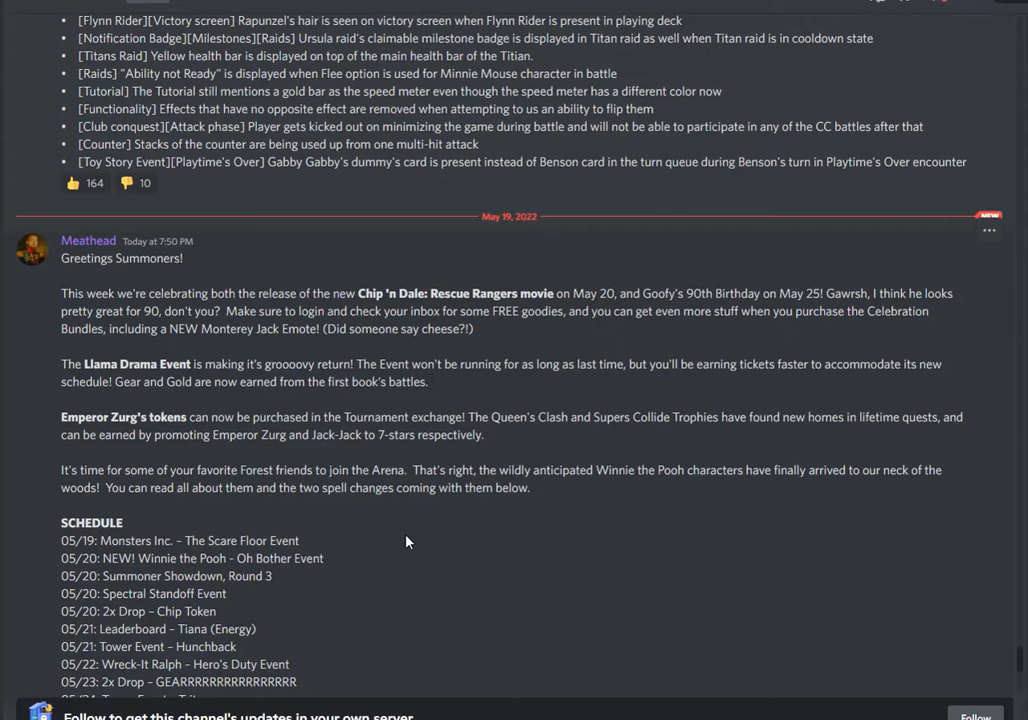 • [Flynn Rider][Victory screen] Rapunzel's hair is seen on victory screen when Flynn Rider is present in playing deck
• [Notification Badge][Milestones][Raids] Ursula raid's claimable milestone badge is displayed in Titan raid as well when Titan raid is in cooldown state
• [Titans Raid] Yellow health bar is displayed on top of the main health bar of the Titian.
• [Raids] "Ability not Ready" is displayed when Flee option is used for Minnie Mouse character in battle
• [Tutorial] The Tutorial still mentions a gold bar as the speed meter even though the speed meter has a different color now
• [Functionality] Effects that have no opposite effect are removed when attempting to us an ability to flip them
• [Club conquest][Attack phase] Player gets kicked out on minimizing the game during battle and will not be able to participate in any of the CC battles after that
• [Counter] Stacks of the counter are being used up from one multi-hit attack
• [Toy Story Event][Playtime's Over] Gabby Gabby's dummy's card is present instead of Benson card in the turn queue during Benson's turn in Playtime's Over encounter
164 10
May 19, 2022 NEW
Meathead Today at 7:50 PM
Greetings Summoners!
This week we're celebrating both the release of the new Chip 'n Dale: Rescue Rangers movie on May 20, and Goofy's 90th Birthday on May 25! Gawrsh, I think he looks
pretty great for 90, don't you? Make sure to login and check your inbox for some FREE goodies, and you can get even more stuff when you purchase the Celebration
Bundles, including a NEW Monterey Jack Emote! (Did someone say cheese?!)
The Llama Drama Event is making it's groooovy return! The Event won't be running for as long as last time, but you'll be earning tickets faster to accommodate its new
schedule! Gear and Gold are now earned from the first book's battles.
Emperor Zurg's tokens can now be purchased in the Tournament exchange! The Queen's Clash and Supers Collide Trophies have found new homes in lifetime quests, and
can be earned by promoting Emperor Zurg and Jack-Jack to 7-stars respectively.
It's time for some of your favorite Forest friends to join the Arena. That's right, the wildly anticipated Winnie the Pooh characters have finally arrived to our neck of the
woods! You can read all about them and the two spell changes coming with them below.
SCHEDULE
05/19: Monsters Inc. – The Scare Floor Event
05/20: NEW! Winnie the Pooh - Oh Bother Event
05/20: Summoner Showdown, Round 3
05/20: Spectral Standoff Event
05/20: 2x Drop – Chip Token
05/21: Leaderboard – Tiana (Energy)
05/21: Tower Event – Hunchback
05/22: Wreck-It Ralph – Hero's Duty Event
05/23: 2x Drop – GEARRRRRRRRRRRRRRRR
Follow to get this channel's updates in your own server.
Follow